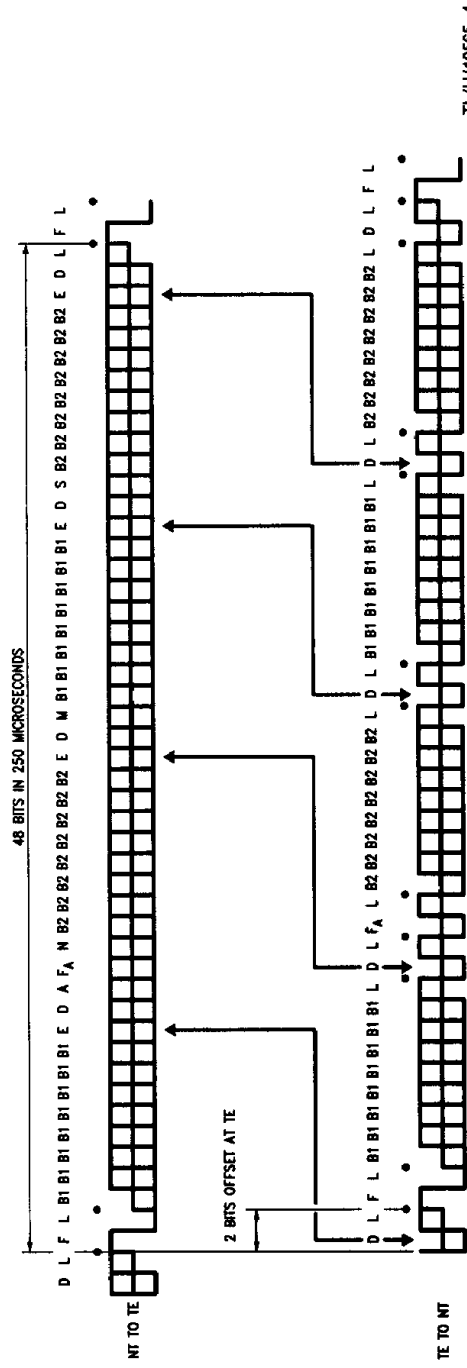 48 BITS IN 250 MICROSECONDS
D L F L B1 B1 B1 B1 B1 B1 B1 B1 E D A FA N B2 B2 B2 B2 B2 B2 B2 B2 E D M B1 B1 B1 B1 B1 B1 B1 B1 E D S B2 B2 B2 B2 B2 B2 B2 B2 E D L F L
NT TO TE
2 BITS OFFSET AT TE
D L F L B1 B1 B1 B1 B1 B1 B1 B1 L D L FA L B2 B2 B2 B2 B2 B2 B2 B2 L D L B1 B1 B1 B1 B1 B1 B1 B1 L D L B2 B2 B2 B2 B2 B2 B2 B2 L D L F L
TE TO NT